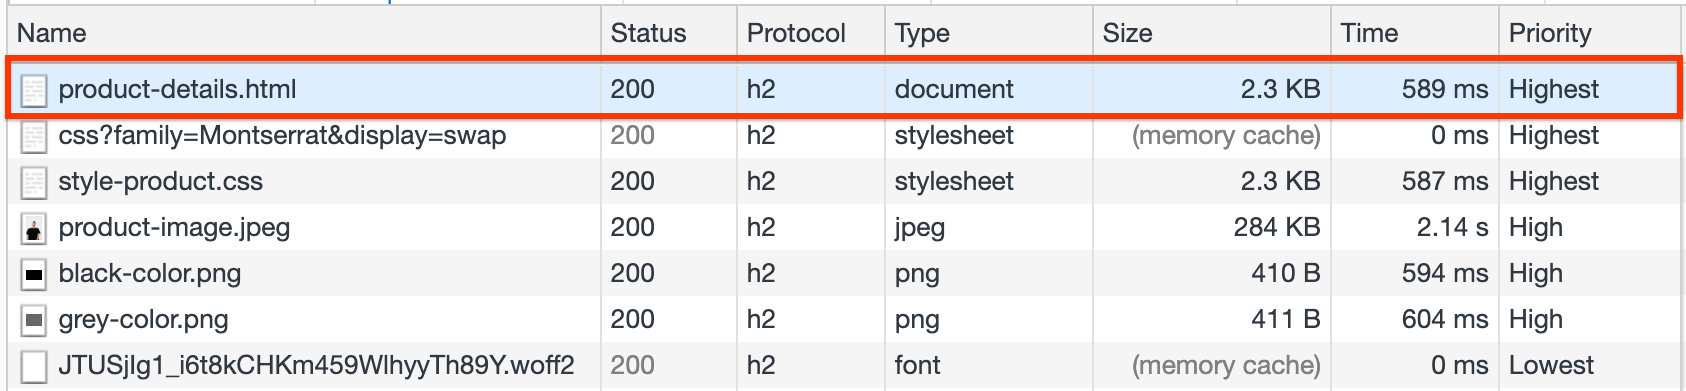 Name Status Protocol Type Size Time Priority
product-details.html 200 h2 document 2.3 KB 589 ms Highest
css?family=Montserrat&display=swap 200 h2 stylesheet (memory cache) 0 ms Highest
style-product.css 200 h2 stylesheet 2.3 KB 587 ms Highest
product-image.jpeg 200 h2 jpeg 284 KB 2.14 s High
black-color.png 200 h2 png 410 B 594 ms High
grey-color.png 200 h2 png 411 B 604 ms High
JTUSjIg1_i6t8kCHKm459WlhyyTh89Y.woff2 200 h2 font (memory cache) 0 ms Lowest